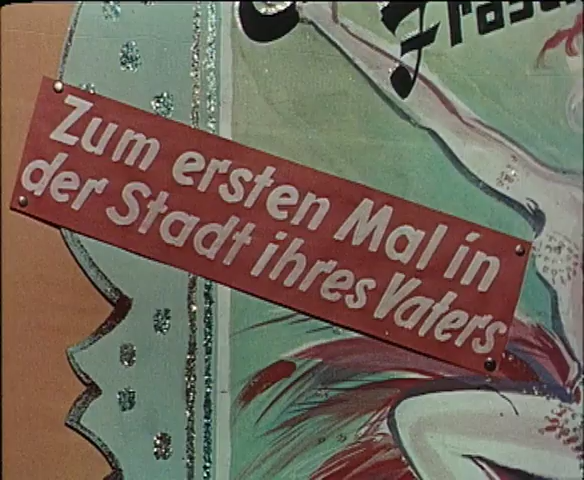 Zum ersten Mal in
der Stadt ihres Vaters